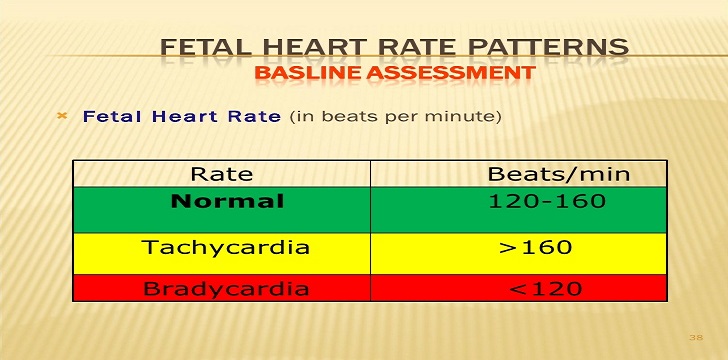 FETAL HEART RATE PATTERNS
BASLINE ASSESSMENT
Fetal Heart Rate (in beats per minute)
Rate Beats/min
Normal 120-160
Tachycardia >160
Bradycardia <120
38